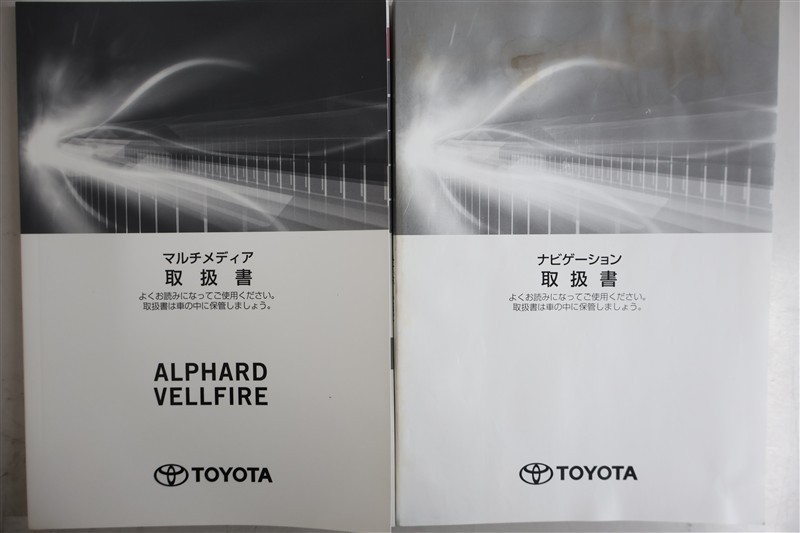 マルチメディア
取扱書
よくお読みになってご使用ください。
取扱書は車の中に保管しましょう。
ALPHARD
VELLFIRE
TOYOTA
ナビゲーション
取扱書
よくお読みになってご使用ください。
取扱書は車の中に保管しましょう。
TOYOTA